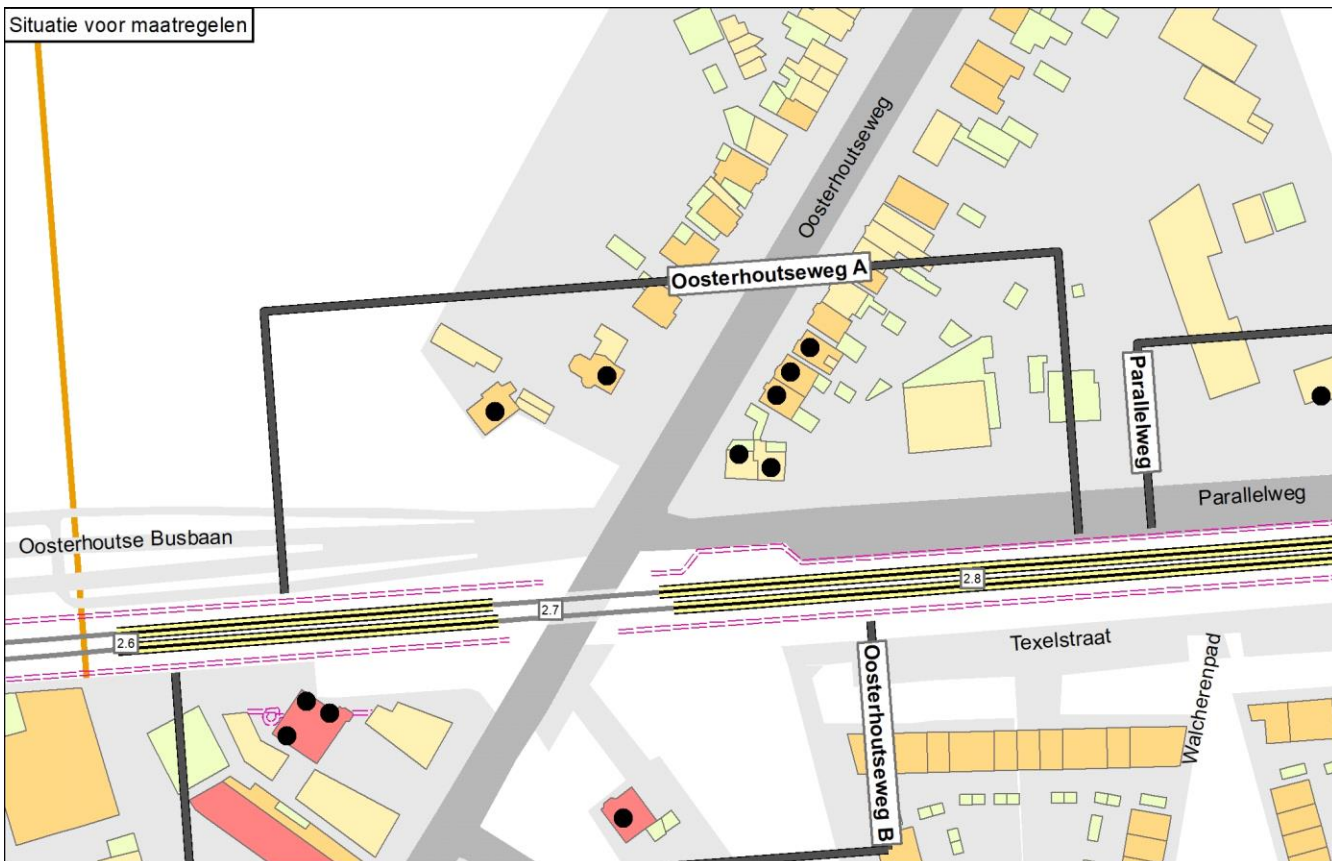 Situatie voor maatregelen
Oosterhoutseweg
Oosterhoutseweg A
Parallelweg
Parallelweg
Oosterhoutse Busbaan
2.8
2.7
2.6
Texelstraat
Oosterhoutseweg B
Walcherenpad